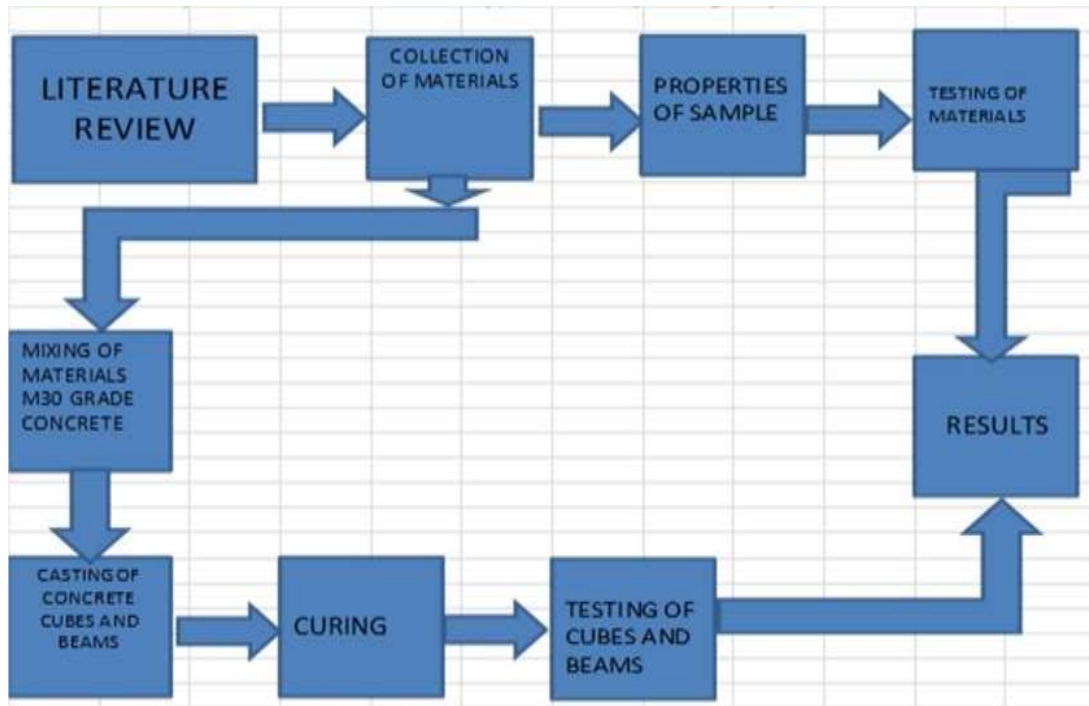 LITERATURE
REVIEW
COLLECTION
OF MATERIALS
PROPERTIES
OF SAMPLE
TESTING OF
MATERIALS
MIXING OF
MATERIALS
M30 GRADE
CONCRETE
RESULTS
CASTING OF
CONCRETE
CUBES AND
BEAMS
CURING
TESTING OF
CUBES AND
BEAMS